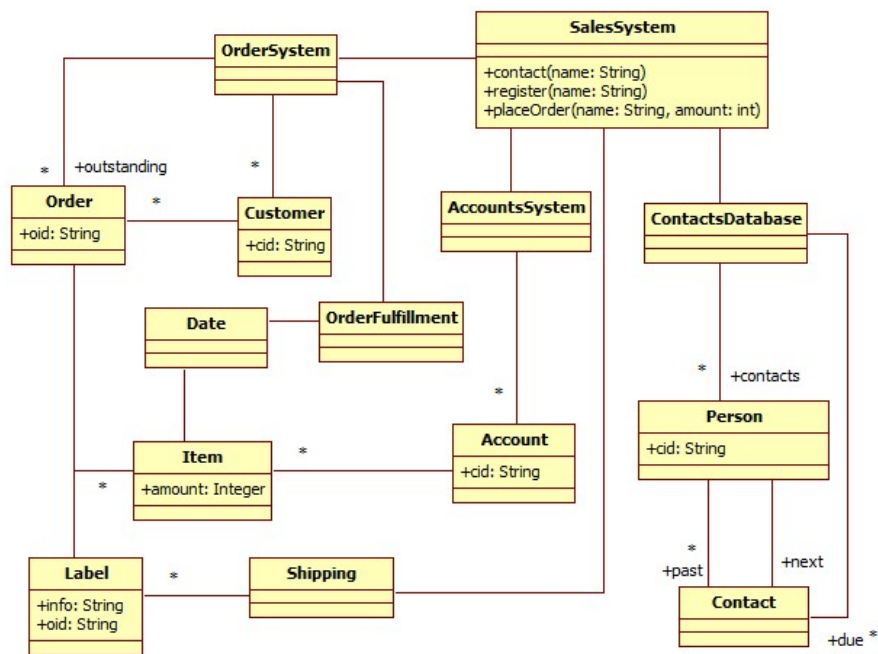 SalesSystem
+contact(name: String)
+register(name: String)
+placeOrder(name: String, amount: int)
OrderSystem
*
+outstanding
*
Order
+oid: String
*
Customer
+cid: String
AccountsSystem
ContactsDatabase
Date
OrderFulfillment
*
+contacts
*
Person
+cid: String
Account
+cid: String
Item
+amount: Integer
*
*
*
+past
+next
Label
+info: String
+oid: String
*
Shipping
Contact
+due *